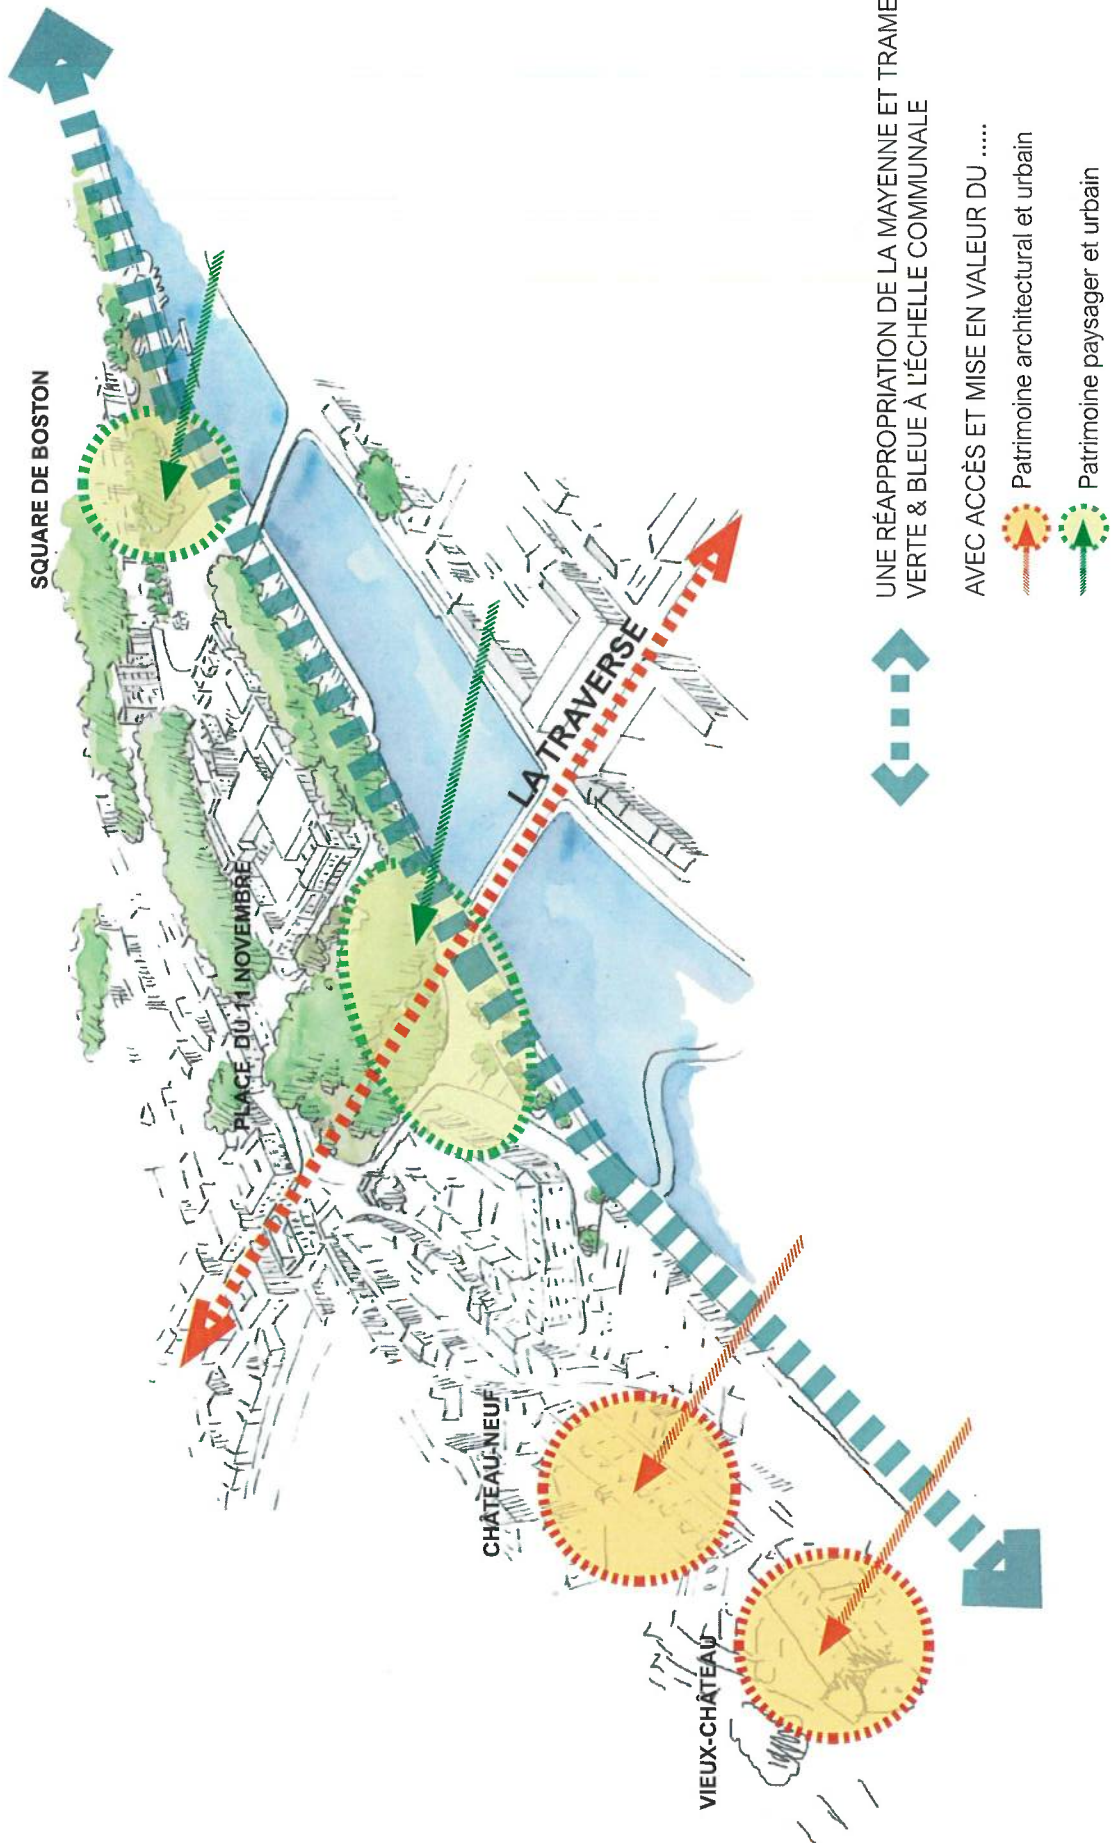 SQUARE DE BOSTON
PLACE DU 11 NOVEMBRE
LA TRAVERSE
CHÂTEAU-NEUF
VIEUX-CHÂTEAU
UNE RÉAPPROPRIATION DE LA MAYENNE ET TRAME
VERTE & BLEUE À L'ÉCHELLE COMMUNALE
AVEC ACCÈS ET MISE EN VALEUR DU .....
Patrimoine architectural et urbain
Patrimoine paysager et urbain